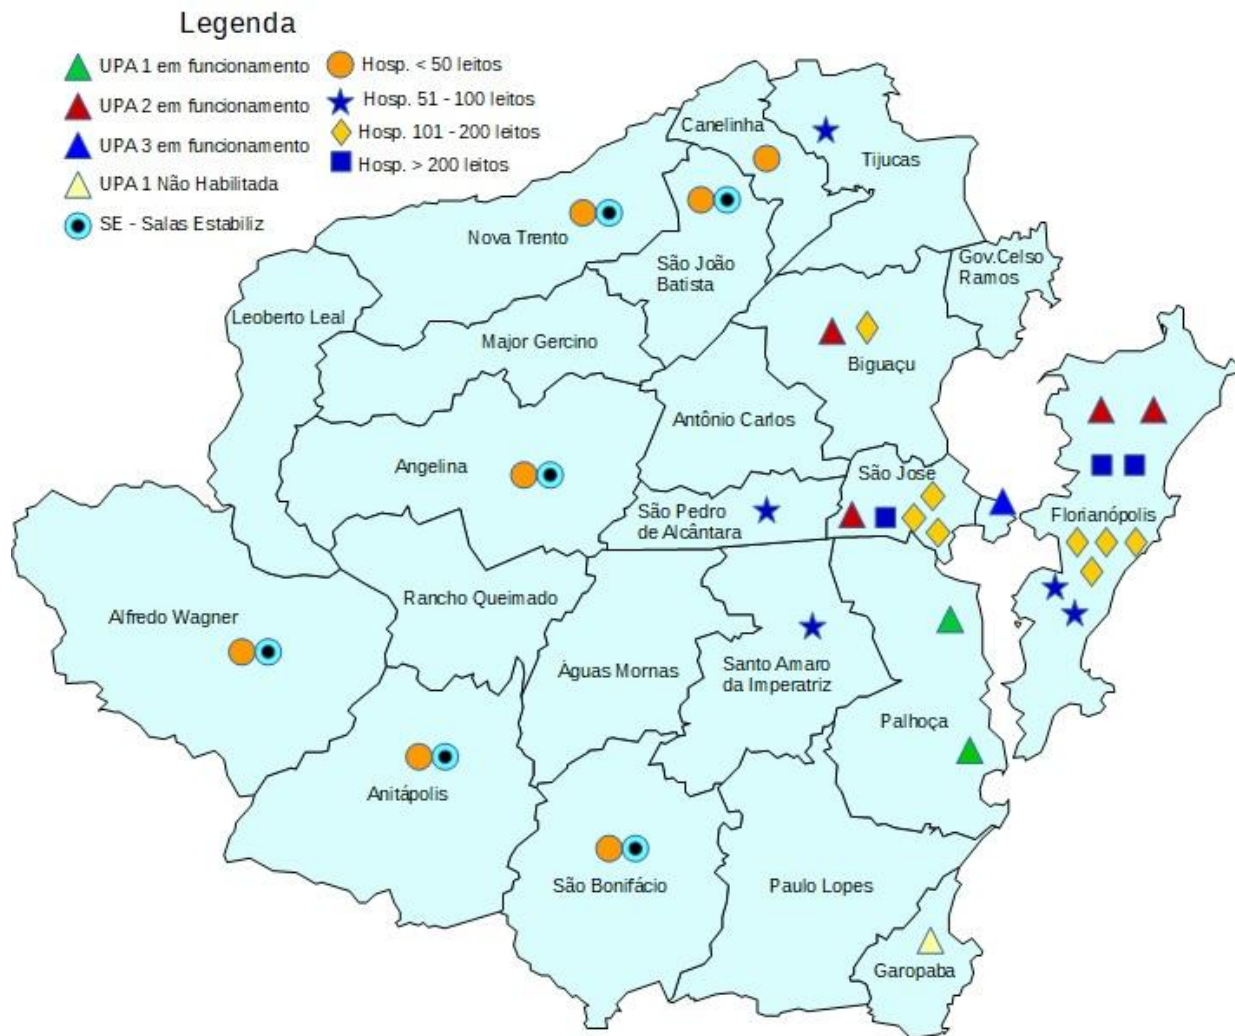 Legenda
UPA 1 em funcionamento
UPA 2 em funcionamento
UPA 3 em funcionamento
UPA 1 Não Habilitada
SE - Salas Estabiliz
Hosp. < 50 leitos
Hosp. 51 - 100 leitos
Hosp. 101 - 200 leitos
Hosp. > 200 leitos
Canelinha
Tijucas
Nova Trento
São João
Batista
Gov.Celso
Ramos
Leoberto Leal
Major Gercino
Biguaçu
Antônio Carlos
Angelina
São José
São Pedro
de Alcântara
Florianópolis
Rancho Queimado
Alfredo Wagner
Águas Mornas
Santo Amaro
da Imperatriz
Palhoça
Anitápolis
São Bonifácio
Paulo Lopes
Garopaba